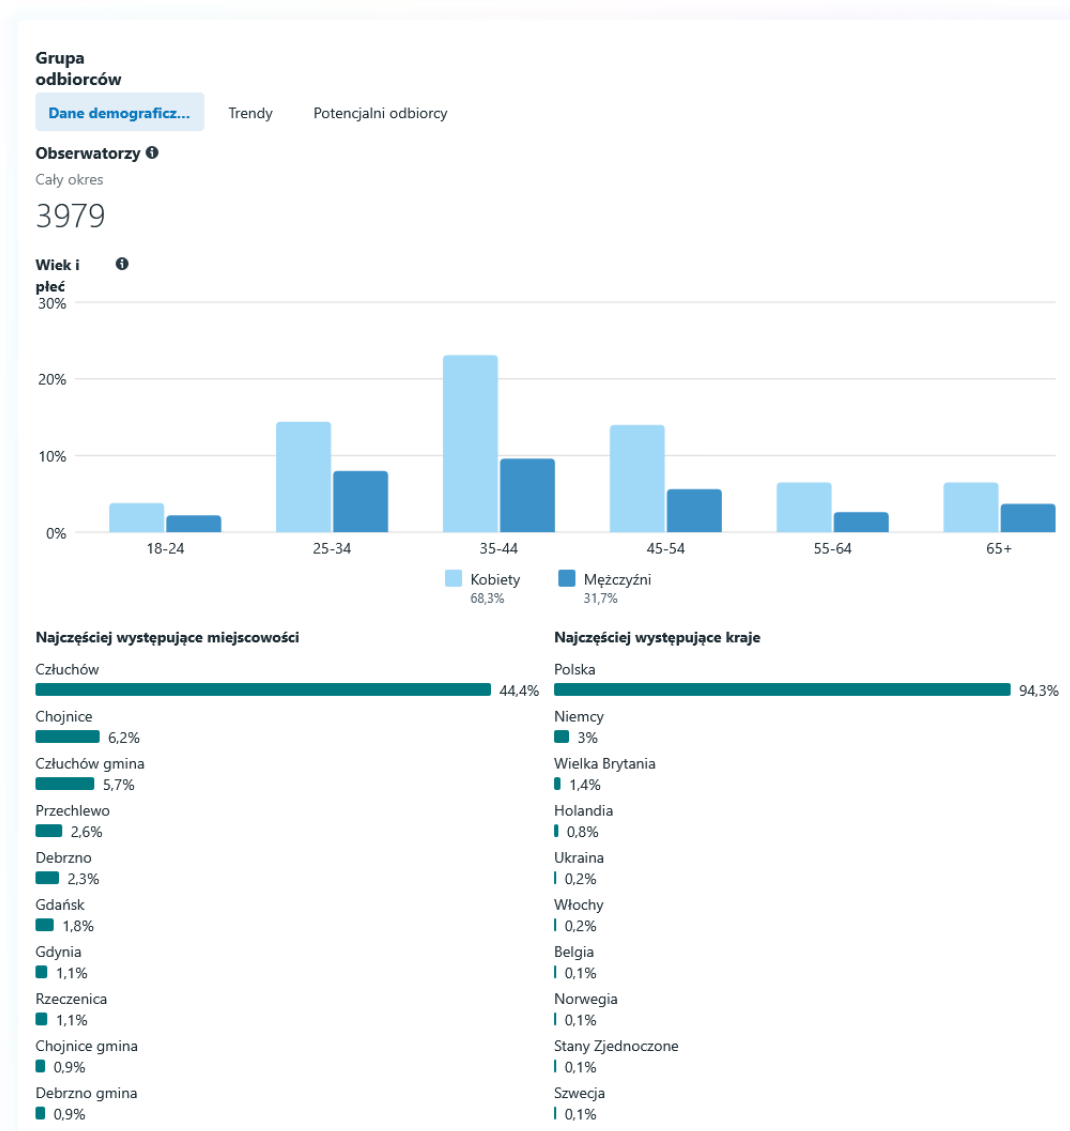 Grupa
odbiorców
Dane demograficz...
Trendy
Potencjalni odbiorcy
Obserwatorzy
Cały okres
3979
Wiek i
płeć
30%
20%
10%
0%
18-24
25-34
35-44
45-54
55-64
65+
Kobiety
68,3%
Mężczyźni
31,7%
Najczęściej występujące miejscowości
Człuchów
44,4%
Chojnice
6,2%
Człuchów gmina
5,7%
Przechlewo
2,6%
Debrzno
2,3%
Gdańsk
1,8%
Gdynia
1,1%
Rzeczenica
1,1%
Chojnice gmina
0,9%
Debrzno gmina
0,9%
Najczęściej występujące kraje
Polska
94,3%
Niemcy
3%
Wielka Brytania
1,4%
Holandia
0,8%
Ukraina
0,2%
Włochy
0,2%
Belgia
0,1%
Norwegia
0,1%
Stany Zjednoczone
0,1%
Szwecja
0,1%